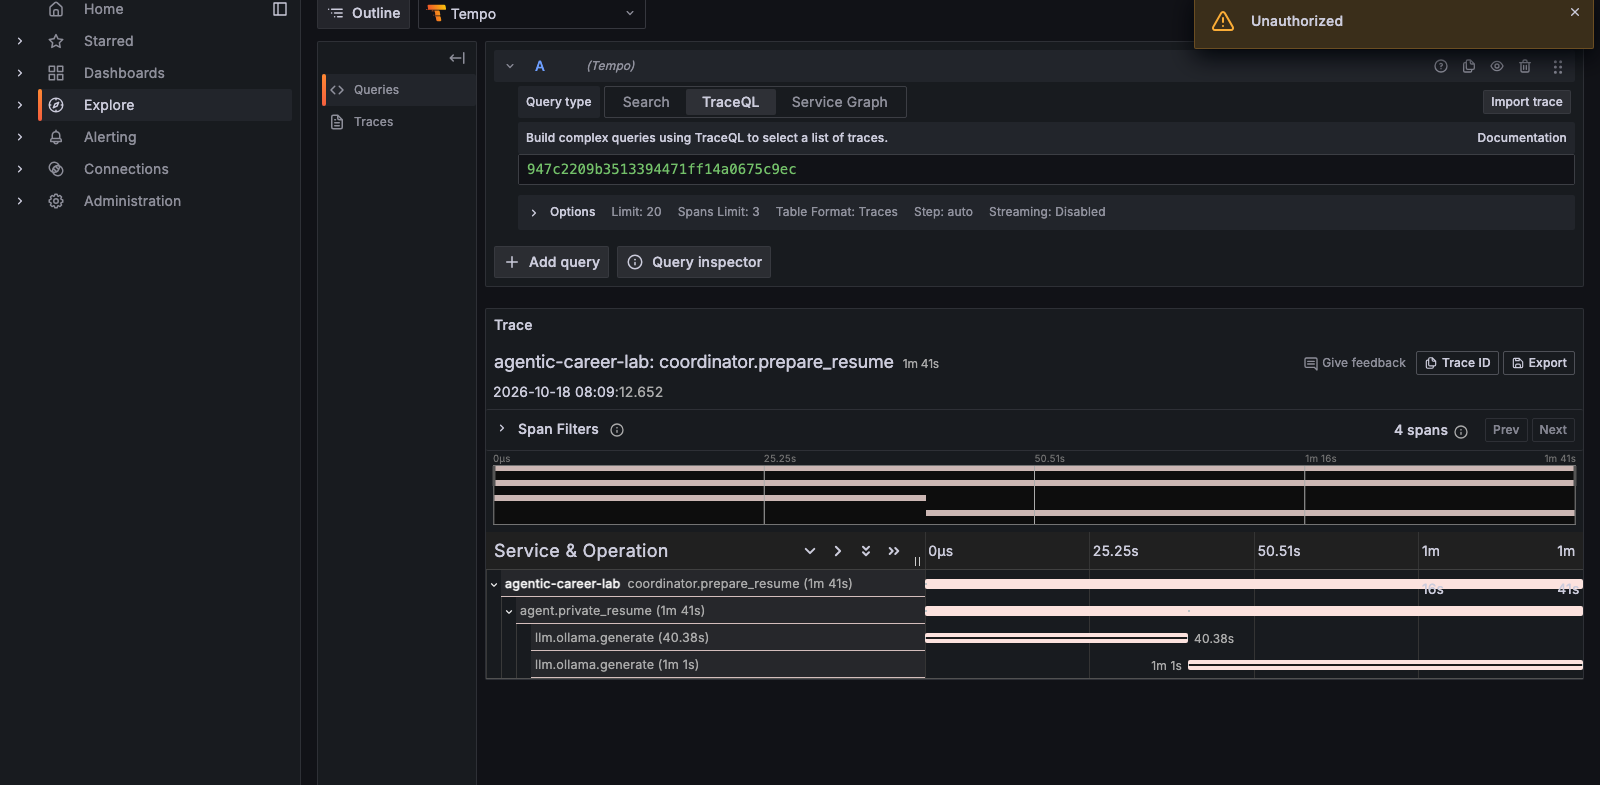 Home
Starred
Dashboards
Explore
Alerting
Connections
Administration
Outline
Tempo
Unauthorized
Queries
Traces
A (Tempo)
Query type Search TraceQL Service Graph Import trace
Build complex queries using TraceQL to select a list of traces. Documentation
947c2209b3513394471ff14a0675c9ec
Options Limit: 20 Spans Limit: 3 Table Format: Traces Step: auto Streaming: Disabled
Add query Query inspector
Trace
agentic-career-lab: coordinator.prepare_resume 1m 41s Give feedback Trace ID Export
2026-10-18 08:09:12.652
Span Filters 4 spans Prev Next
0µs 25.25s 50.51s 1m 16s 1m 41s
Service & Operation 0µs 25.25s 50.51s 1m 1m
agentic-career-lab coordinator.prepare_resume (1m 41s) 16s 41s
agent.private_resume (1m 41s)
llm.ollama.generate (40.38s) 40.38s
llm.ollama.generate (1m 1s) 1m 1s